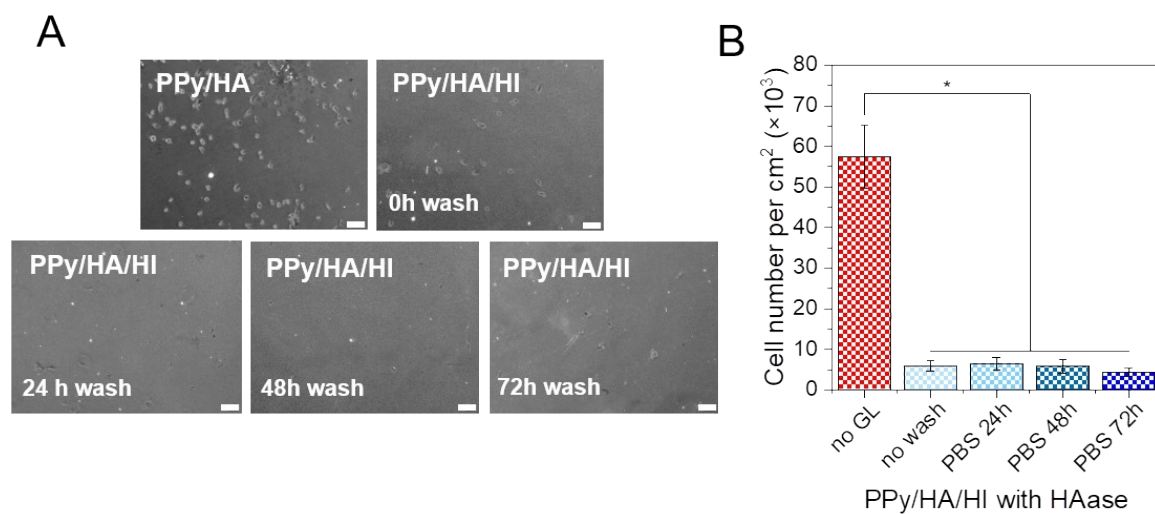 A
PPy/HA
PPy/HA/HI
0h wash
PPy/HA/HI
24 h wash
PPy/HA/HI
48h wash
PPy/HA/HI
72h wash
B
Cell number per cm² (×10³)
80
70
60
50
40
30
20
10
0
*
no GL
no wash
PBS 24h
PBS 48h
PBS 72h
PPy/HA/HI with HAase